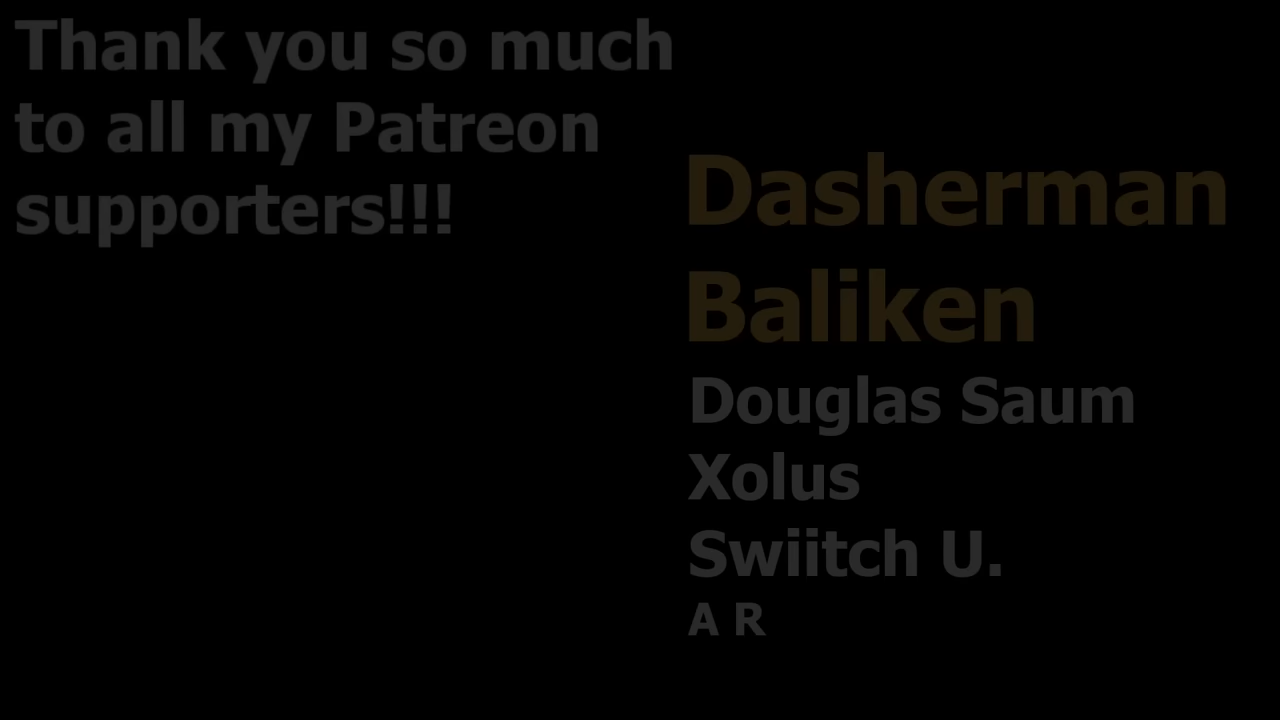 Thank you so much
to all my Patreon
supporters!!!
Dasherman
Baliken
Douglas Saum
Xolus
Swiitch U.
A R